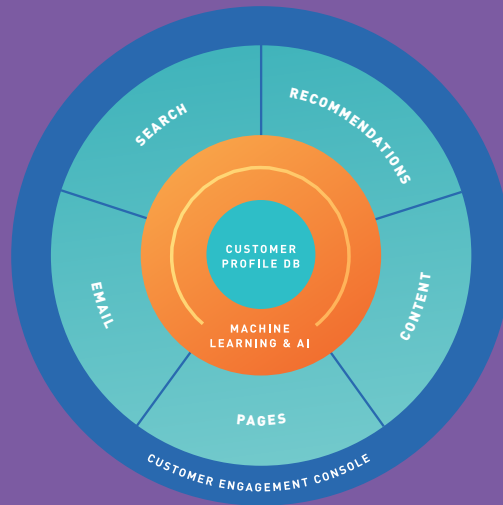 SEARCH
RECOMMENDATIONS
EMAIL
CUSTOMER
PROFILE DB
CONTENT
MACHINE
LEARNING & AI
PAGES
CUSTOMER ENGAGEMENT CONSOLE